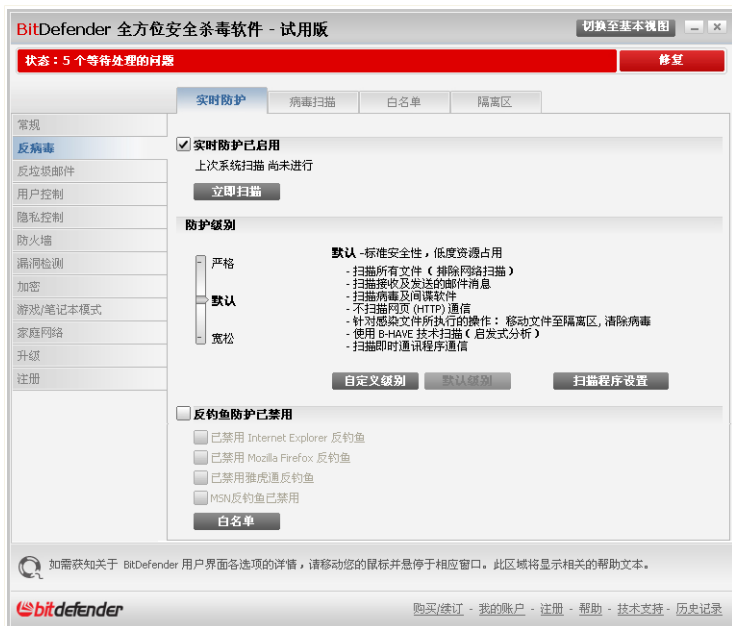 BitDefender 全方位安全杀毒软件 - 试用版
切换至基本视图
状态：5 个等待处理的问题
修复
实时防护
病毒扫描
白名单
隔离区
常规
反病毒
反垃圾邮件
用户控制
隐私控制
防火墙
漏洞检测
加密
游戏/笔记本模式
家庭网络
升级
注册
实时防护已启用
上次系统扫描 尚未进行
立即扫描
防护级别
严格
默认
宽松
默认 -标准安全性，低度资源占用
- 扫描所有文件（ 排除网络扫描）
- 扫描接收及发送的邮件消息
- 扫描病毒及间谍软件
- 不扫描网页 (HTTP) 通信
- 针对感染文件所执行的操作： 移动文件至隔离区, 清除病毒
- 使用 B-HAVE 技术扫描（ 启发式分析）
- 扫描即时通讯程序通信
自定义级别
默认级别
扫描程序设置
反钓鱼防护已禁用
已禁用 Internet Explorer 反钓鱼
已禁用 Mozilla Firefox 反钓鱼
已禁用雅虎通反钓鱼
MSN反钓鱼已禁用
白名单
如需获知关于 BitDefender 用户界面各选项的详情，请移动您的鼠标并悬停于相应窗口。此区域将显示相关的帮助文本。
bitdefender
购买/续订 - 我的账户 - 注册 - 帮助 - 技术支持 - 历史记录